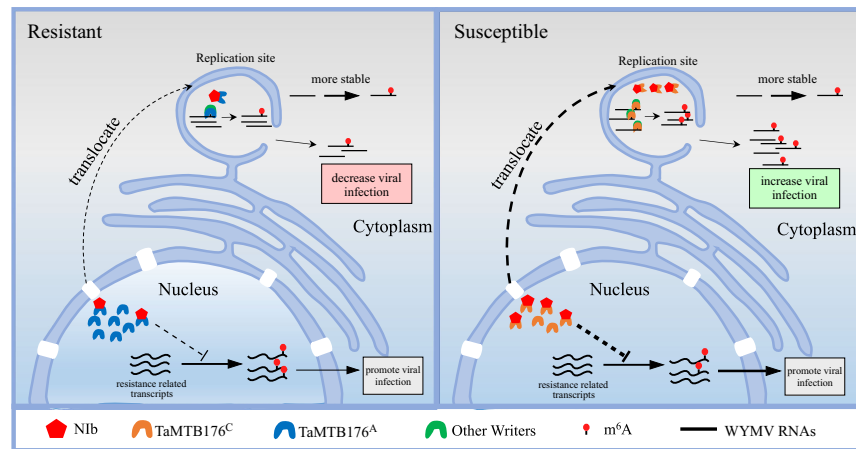 Resistant
Replication site
more stable
translocate
decrease viral
infection
Cytoplasm
Nucleus
resistance related
transcripts
promote viral
infection
Susceptible
Replication site
more stable
translocate
increase viral
infection
Cytoplasm
Nucleus
resistance related
transcripts
promote viral
infection
NIb
TaMTB176ᶜ
TaMTB176ᴬ
Other Writers
m⁶A
WYMV RNAs